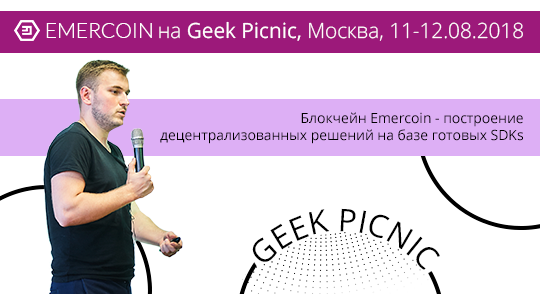 EMERCOIN на Geek Picnic, Москва, 11-12.08.2018
Блокчейн Emercoin - построение
децентрализованных решений на базе готовых SDKs
GEEK PICNIC